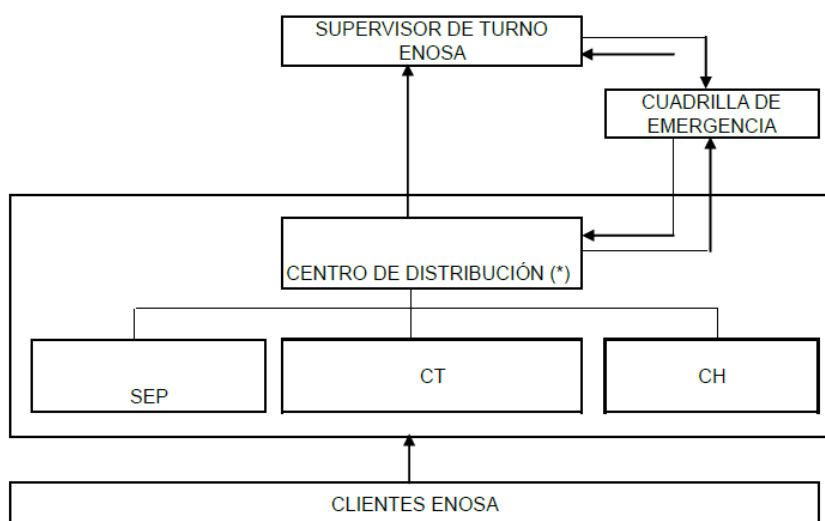 SUPERVISOR DE TURNO
ENOSA
CUADRILLA DE
EMERGENCIA
CENTRO DE DISTRIBUCIÓN (*)
SEP
CT
CH
CLIENTES ENOSA